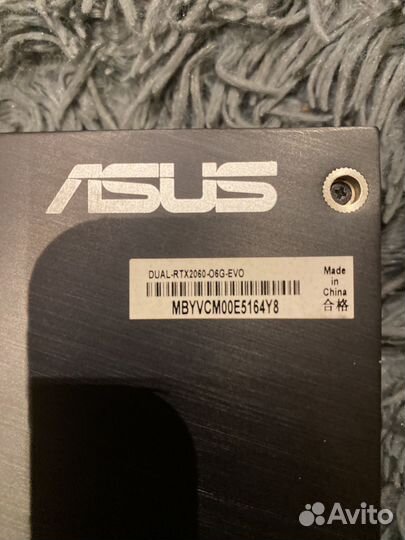 ASUS
DUAL-RTX2060-O6G-EVO
MBYVCM00E5164Y8
Made
in
China
合格
Avito